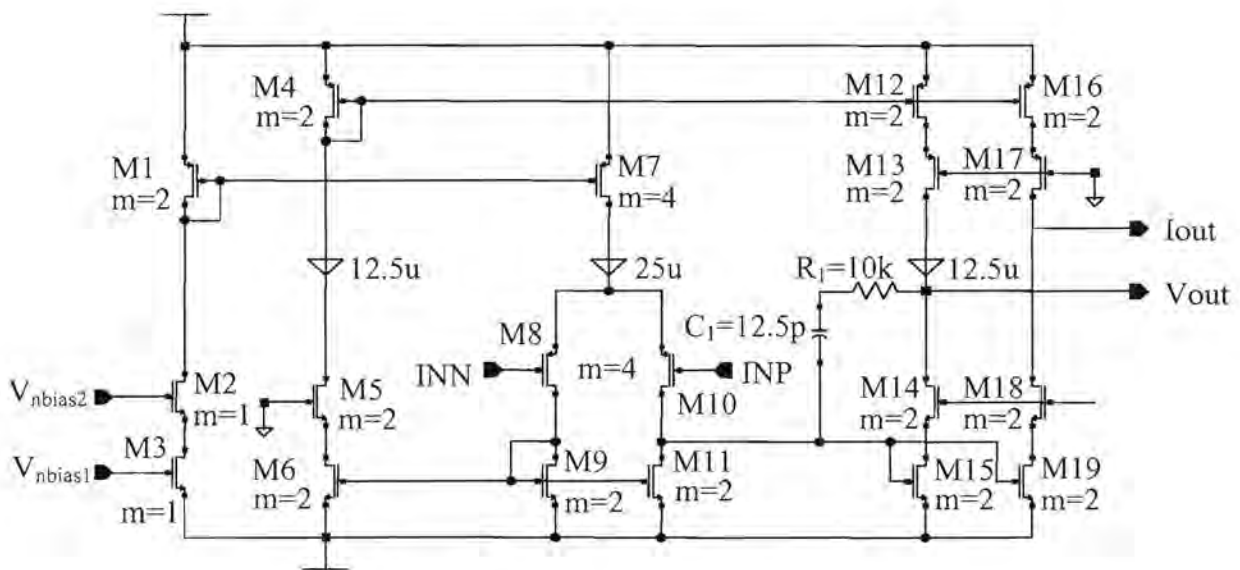 M4
m=2
M12
m=2
M16
m=2
M1
m=2
M7
m=4
M13
m=2
M17
m=2
Iout
12.5u
25u
R1=10k
12.5u
Vout
C1=12.5p
M8
INN
m=4
INP
M10
Vnbias2
M2
m=1
M5
m=2
M14
m=2
M18
m=2
Vnbias1
M3
m=1
M6
m=2
M9
m=2
M11
m=2
M15
m=2
M19
m=2